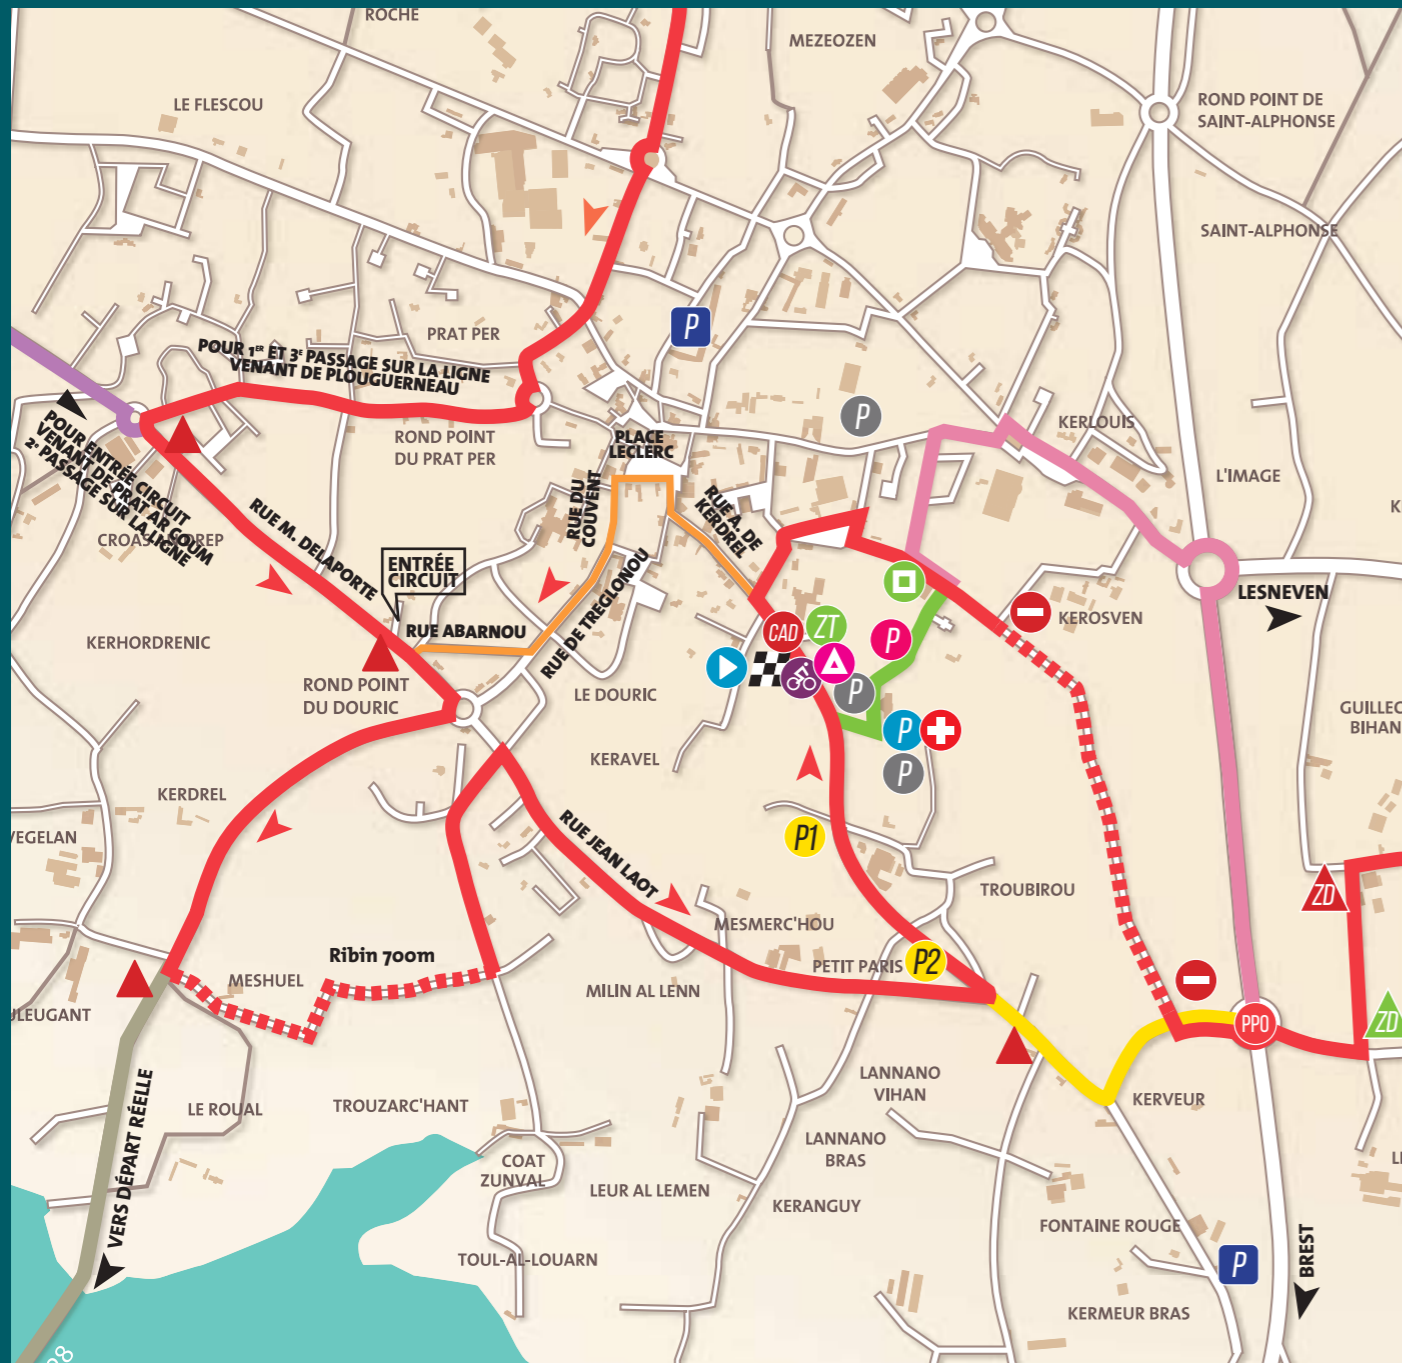 ROCHE
MEZEOZEN
LE FLESCOU
ROND POINT DE
SAINT-ALPHONSE
SAINT-ALPHONSE
P
PRAT PER
POUR 1ER ET 3E PASSAGE SUR LA LIGNE
VENANT DE PLOUGUERNEAU
P
KERLOUIS
POUR ENTRÉE CIRCUIT
VENANT DE PRAT AR COUM
2E PASSAGE SUR LA LIGNE
ROND POINT
DU PRAT PER
PLACE
LECLERC
L'IMAGE
RUE DU
COUVENT
RUE A. DE
KERDREL
RUE M. DELAPORTE
ENTRÉE
CIRCUIT
LESNEVEN
KEROSVEN
KERHORDRENIC
RUE ABARNOU
RUE DE TREGLONOU
CAD
ZT
P
ROND POINT
DU DOURIC
LE DOURIC
P
P
P
GUILLEC
BIHAN
KERAVEL
KERDREL
VEGELAN
P1
RUE JEAN LAOT
TROUBIROU
ZD
MESMERC'HOU
Ribin 700m
PETIT PARIS
P2
MESHUEL
MILIN AL LENN
ULEUGANT
PPO
ZD
LANNANO
VIHAN
KERVEUR
LE ROUAL
TROUZARC'HANT
LANNANO
BRAS
COAT
ZUNVAL
LEUR AL LEMEN
KERANGUY
VERS DÉPART RÉELLE
FONTAINE ROUGE
TOUL-AL-LOUARN
P
BREST
KERMEUR BRAS